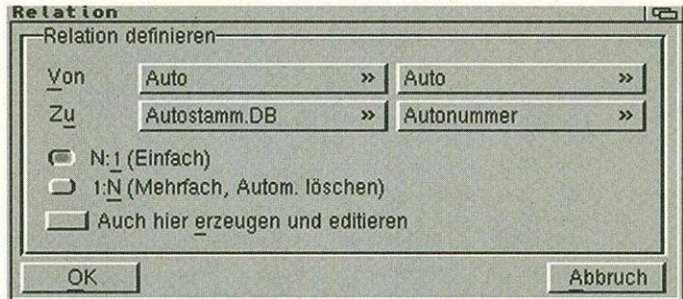 Relation
Relation definieren
Von Auto » Auto »
Zu Autostamm.DB » Autonummer »
N:1 (Einfach)
1:N (Mehrfach, Autom. löschen)
Auch hier erzeugen und editieren
OK Abbruch